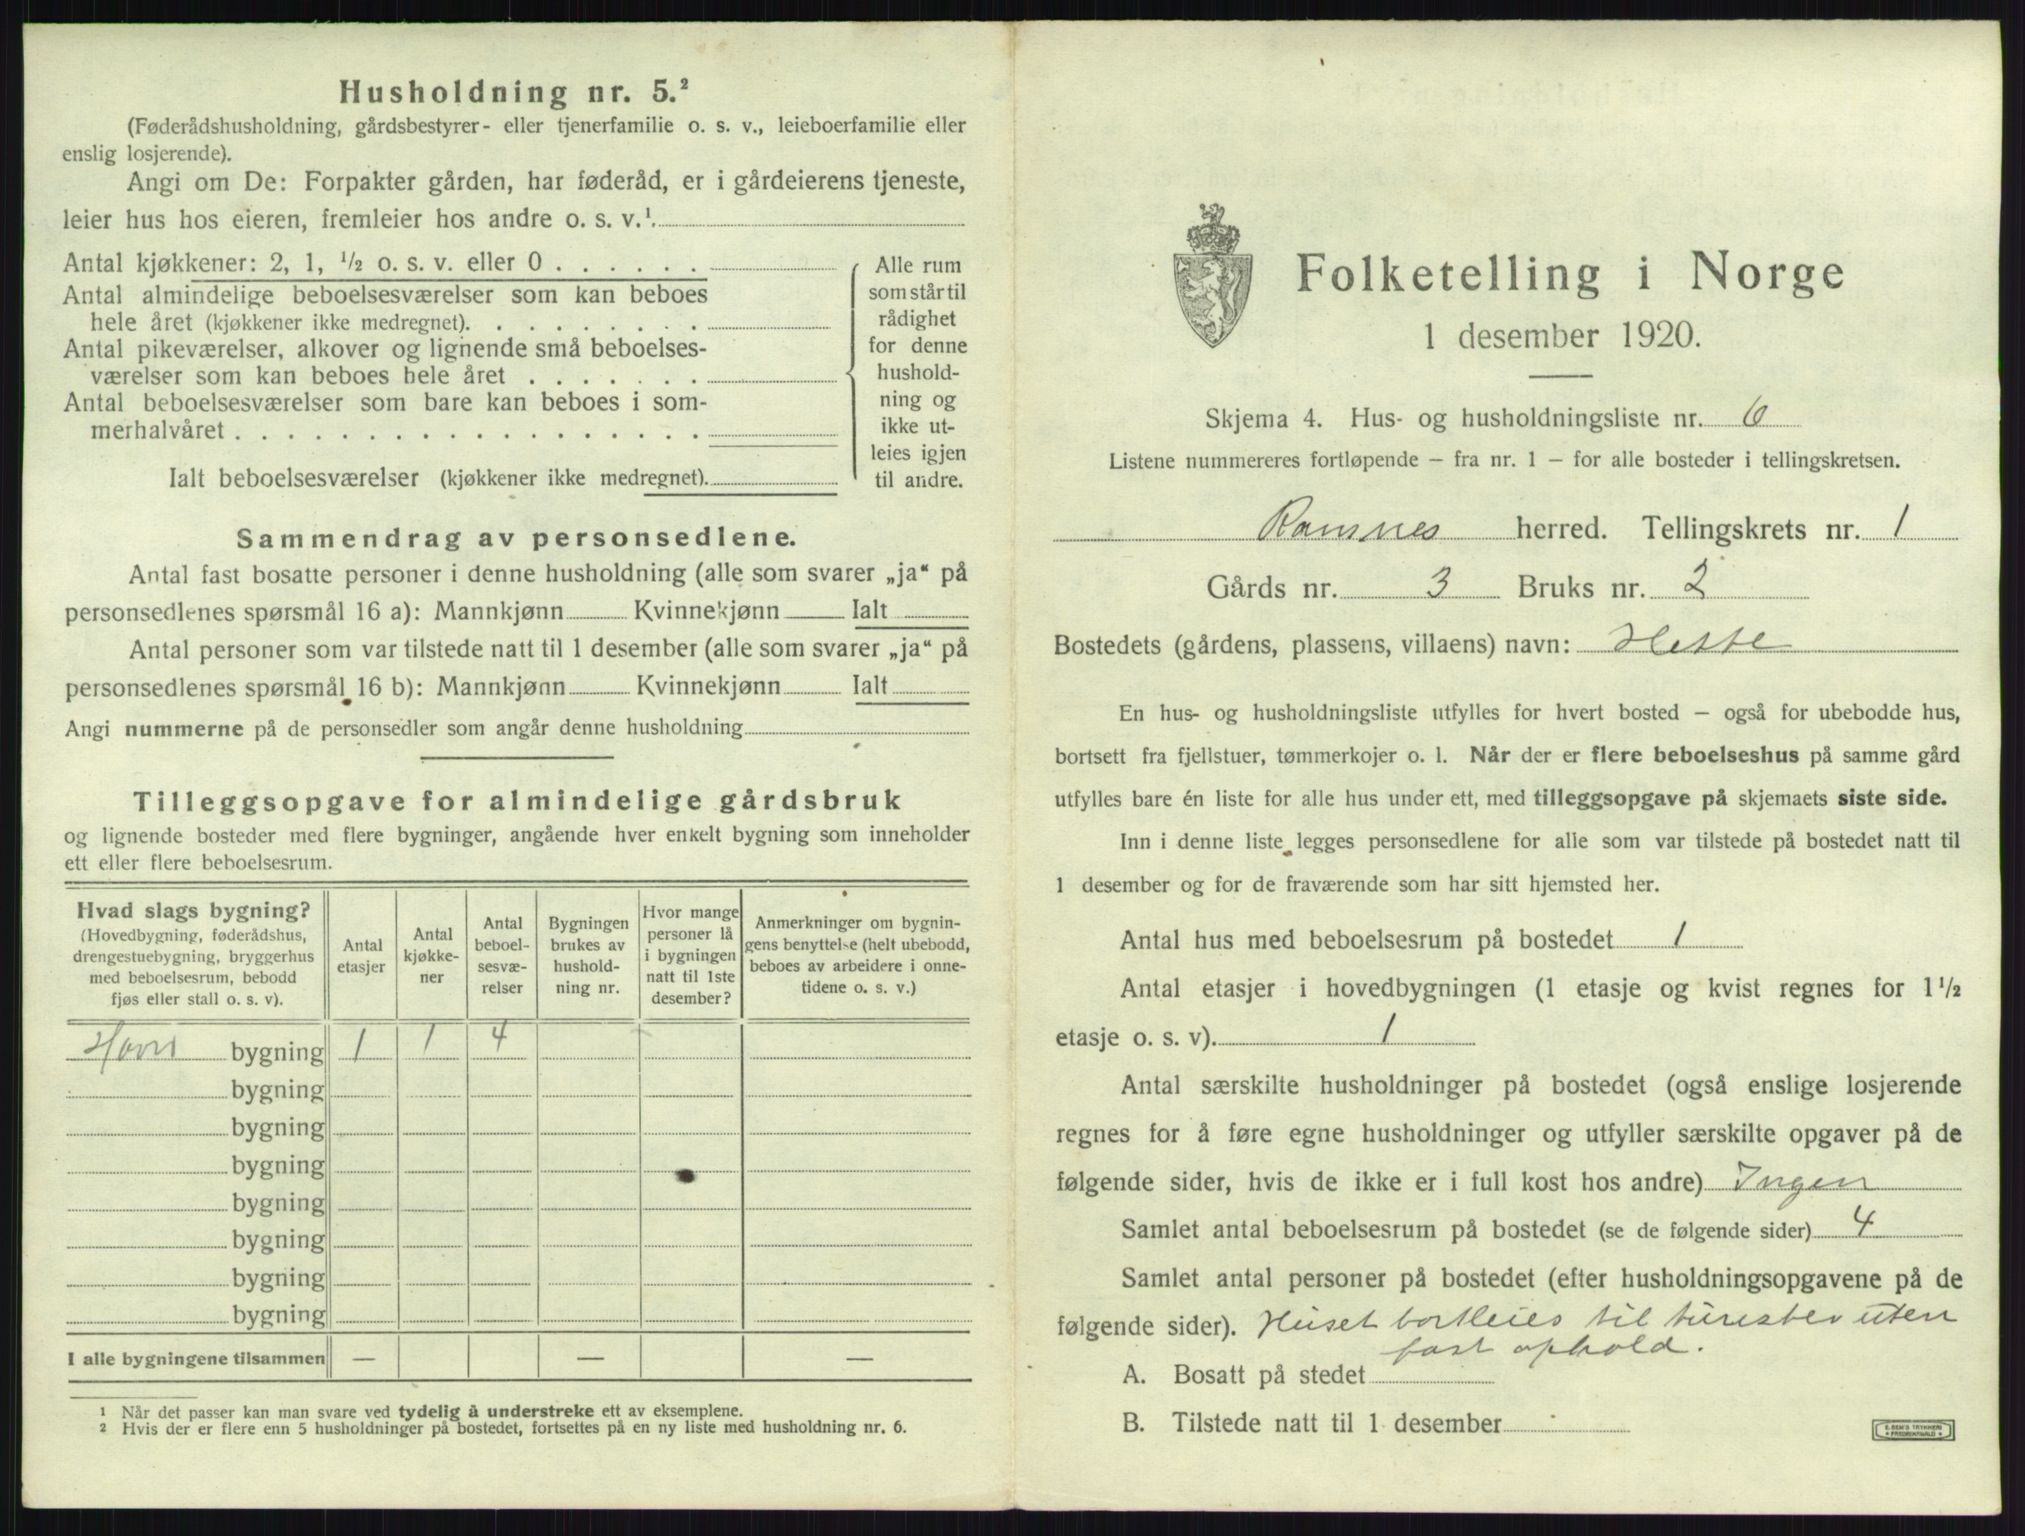 Husholdning nr. 5.²
(Føderådshusholdning, gårdsbestyrer- eller tjenerfamilie o. s. v., leieboerfamilie eller
enslig losjerende).
Angi om De: Forpakter gården, har føderåd, er i gårdeierens tjeneste,
leier hus hos eieren, fremleier hos andre o. s. v.¹.
Antal kjøkkener: 2, 1, ½ o. s. v. eller 0 . . . . . .
Antal almindelige beboelsesværelser som kan beboes
hele året (kjøkkener ikke medregnet). . . . . . . . .
Antal pikeværelser, alkover og lignende små beboelses-
værelser som kan beboes hele året . . . . . . .
Antal beboelsesværelser som bare kan beboes i som-
merhalvåret . . . . . . . . . . . . . . . . . .
Ialt beboelsesværelser (kjøkkener ikke medregnet).
Alle rum
som står til
rådighet
for denne
hushold-
ning og
ikke ut-
leies igjen
til andre.
Sammendrag av personsedlene.
Antal fast bosatte personer i denne husholdning (alle som svarer „ja“ på
personsedlenes spørsmål 16 a): Mannkjønn Kvinnekjønn Ialt
Antal personer som var tilstede natt til 1 desember (alle som svarer „ja“ på
personsedlenes spørsmål 16 b): Mannkjønn Kvinnekjønn Ialt
Angi nummerne på de personsedler som angår denne husholdning
Tilleggsopgave for almindelige gårdsbruk
og lignende bosteder med flere bygninger, angående hver enkelt bygning som inneholder
ett eller flere beboelsesrum.
Hvad slags bygning?
(Hovedbygning, føderådshus,
drengestuebygning, bryggerhus
med beboelsesrum, bebodd
fjøs eller stall o. s. v).
Antal
etasjer
Antal
kjøkke-
ner
Antal
beboel-
sesvæ-
relser
Bygningen
brukes av
hushold-
ning nr.
Hvor mange
personer lå
i bygningen
natt til 1ste
desember?
Anmerkninger om bygnin-
gens benyttelse (helt ubebodd,
beboes av arbeidere i onne-
tidene o. s. v.)
bygning 1 1 4
bygning
bygning
bygning
bygning
bygning
bygning
bygning
I alle bygningene tilsammen — — —
¹ Når det passer kan man svare ved tydelig å understreke ett av eksemplene.
² Hvis der er flere enn 5 husholdninger på bostedet, fortsettes på en ny liste med husholdning nr. 6.
Folketelling i Norge
1 desember 1920.
Skjema 4. Hus- og husholdningsliste nr. 6
Listene nummereres fortløpende – fra nr. 1 – for alle bosteder i tellingskretsen.
Ramnes herred. Tellingskrets nr. 1
Gårds nr. 3 Bruks nr. 2
Bostedets (gårdens, plassens, villaens) navn:
En hus- og husholdningsliste utfylles for hvert bosted – også for ubebodde hus,
bortsett fra fjellstuer, tømmerkojer o. l. Når der er flere beboelseshus på samme gård
utfylles bare én liste for alle hus under ett, med tilleggsopgave på skjemaets siste side.
Inn i denne liste legges personsedlene for alle som var tilstede på bostedet natt til
1 desember og for de fraværende som har sitt hjemsted her.
Antal hus med beboelsesrum på bostedet 1
Antal etasjer i hovedbygningen (1 etasje og kvist regnes for 1½
etasje o. s. v). 1
Antal særskilte husholdninger på bostedet (også enslige losjerende
regnes for å føre egne husholdninger og utfyller særskilte opgaver på de
følgende sider, hvis de ikke er i full kost hos andre) Ingen
Samlet antal beboelsesrum på bostedet (se de følgende sider) 4
Samlet antal personer på bostedet (efter husholdningsopgavene på de
følgende sider). Huset bortleies til turister uten
fast ophold.
A. Bosatt på stedet
B. Tilstede natt til 1 desember